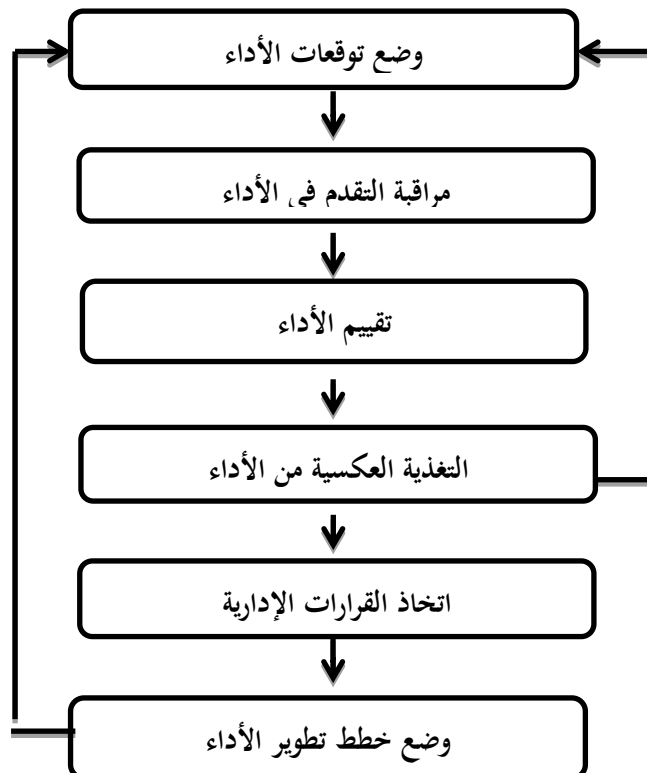 وضع توقعات الأداء
مراقبة التقدم في الأداء
تقييم الأداء
التغذية العكسية من الأداء
اتخاذ القرارات الإدارية
وضع خطط تطوير الأداء